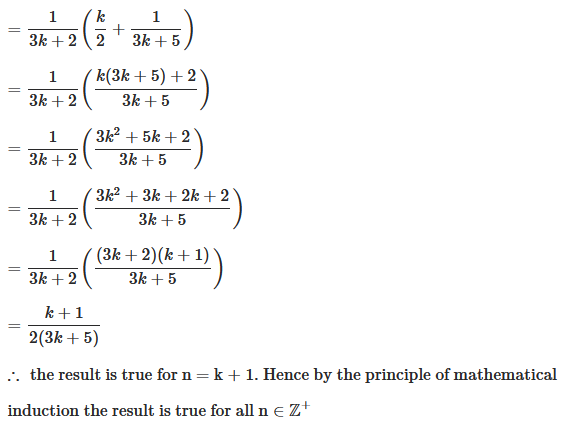 = \frac{1}{3k+2}\left(\frac{k}{2}+\frac{1}{3k+5}\right)
= \frac{1}{3k+2}\left(\frac{k(3k+5)+2}{3k+5}\right)
= \frac{1}{3k+2}\left(\frac{3k^2+5k+2}{3k+5}\right)
= \frac{1}{3k+2}\left(\frac{3k^2+3k+2k+2}{3k+5}\right)
= \frac{1}{3k+2}\left(\frac{(3k+2)(k+1)}{3k+5}\right)
= \frac{k+1}{2(3k+5)}
∴ the result is true for n = k + 1. Hence by the principle of mathematical
induction the result is true for all n ∈ ℤ⁺